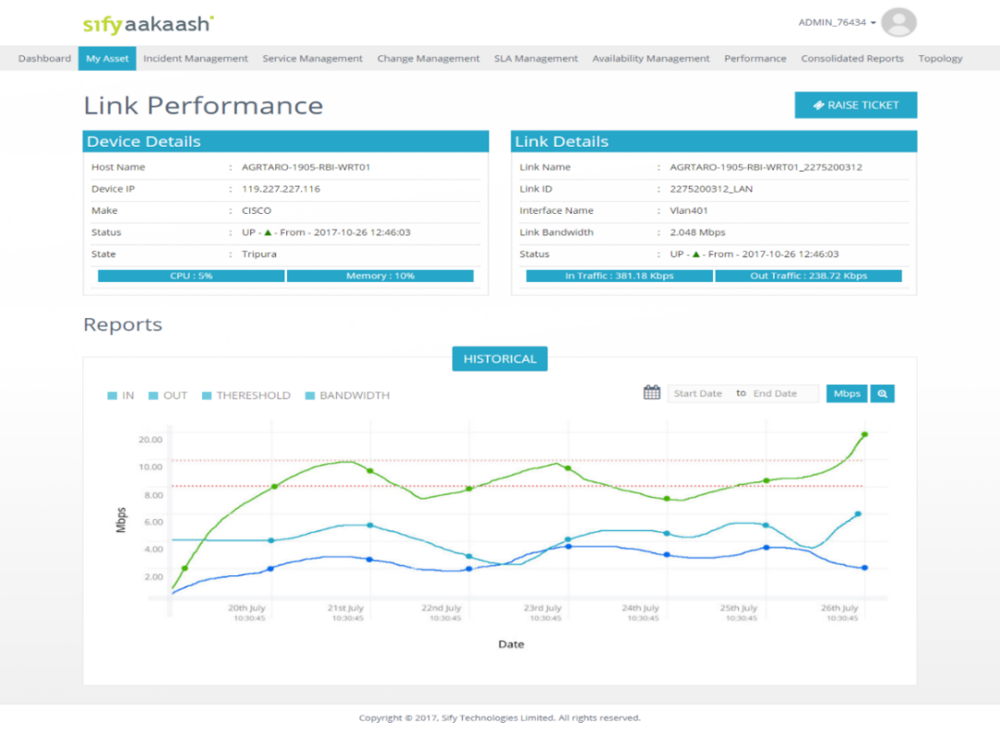 sify aakaash
ADMIN_76434
Dashboard My Asset Incident Management Service Management Change Management SLA Management Availability Management Performance Consolidated Reports Topology
Link Performance
RAISE TICKET
Device Details
Host Name : AGRTARO-1905-RBI-WRT01
Device IP : 119.227.227.116
Make : CISCO
Status : UP - ▲ - From - 2017-10-26 12:46:03
State : Tripura
CPU : 5% Memory : 10%
Link Details
Link Name : AGRTARO-1905-RBI-WRT01_2275200312
Link ID : 2275200312_LAN
Interface Name : Vlan401
Link Bandwidth : 2.048 Mbps
Status : UP - ▲ - From - 2017-10-26 12:46:03
In Traffic : 381.18 Kbps Out Traffic : 238.72 Kbps
Reports
HISTORICAL
IN OUT THERESHOLD BANDWIDTH
Start Date to End Date Mbps
20.00
10.00
8.00
6.00
4.00
2.00
Mbps
20th July 21st July 22nd July 23rd July 24th July 25th July 26th July
10:30:45 10:30:45 10:30:45 10:30:45 10:30:45 10:30:45 10:30:45
Date
Copyright © 2017, Sify Technologies Limited. All rights reserved.